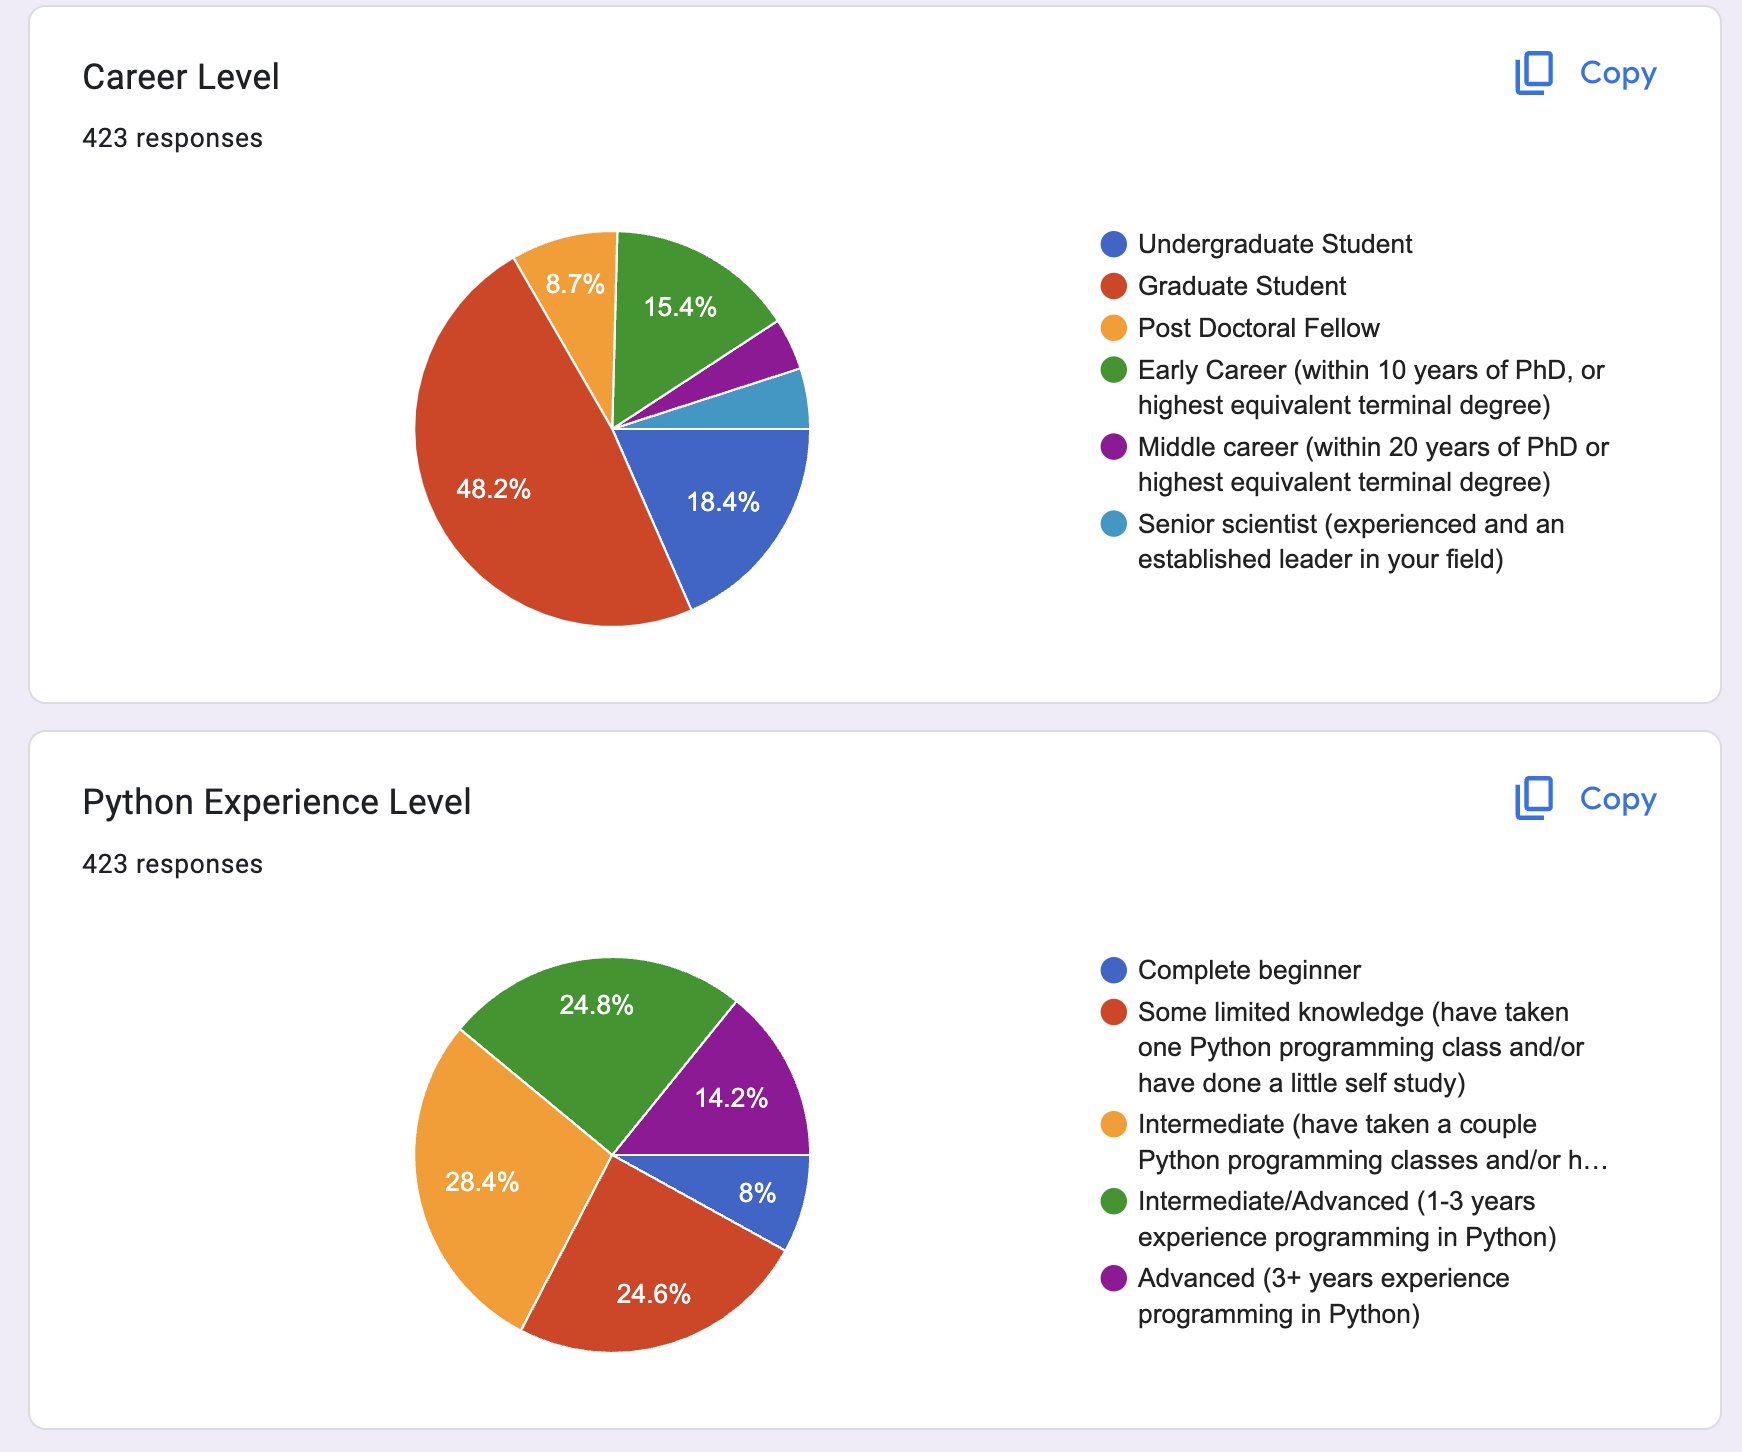 Career Level
Copy
423 responses
8.7%
15.4%
48.2%
18.4%
Undergraduate Student
Graduate Student
Post Doctoral Fellow
Early Career (within 10 years of PhD, or
highest equivalent terminal degree)
Middle career (within 20 years of PhD or
highest equivalent terminal degree)
Senior scientist (experienced and an
established leader in your field)
Python Experience Level
Copy
423 responses
24.8%
14.2%
28.4%
8%
24.6%
Complete beginner
Some limited knowledge (have taken
one Python programming class and/or
have done a little self study)
Intermediate (have taken a couple
Python programming classes and/or h…
Intermediate/Advanced (1-3 years
experience programming in Python)
Advanced (3+ years experience
programming in Python)